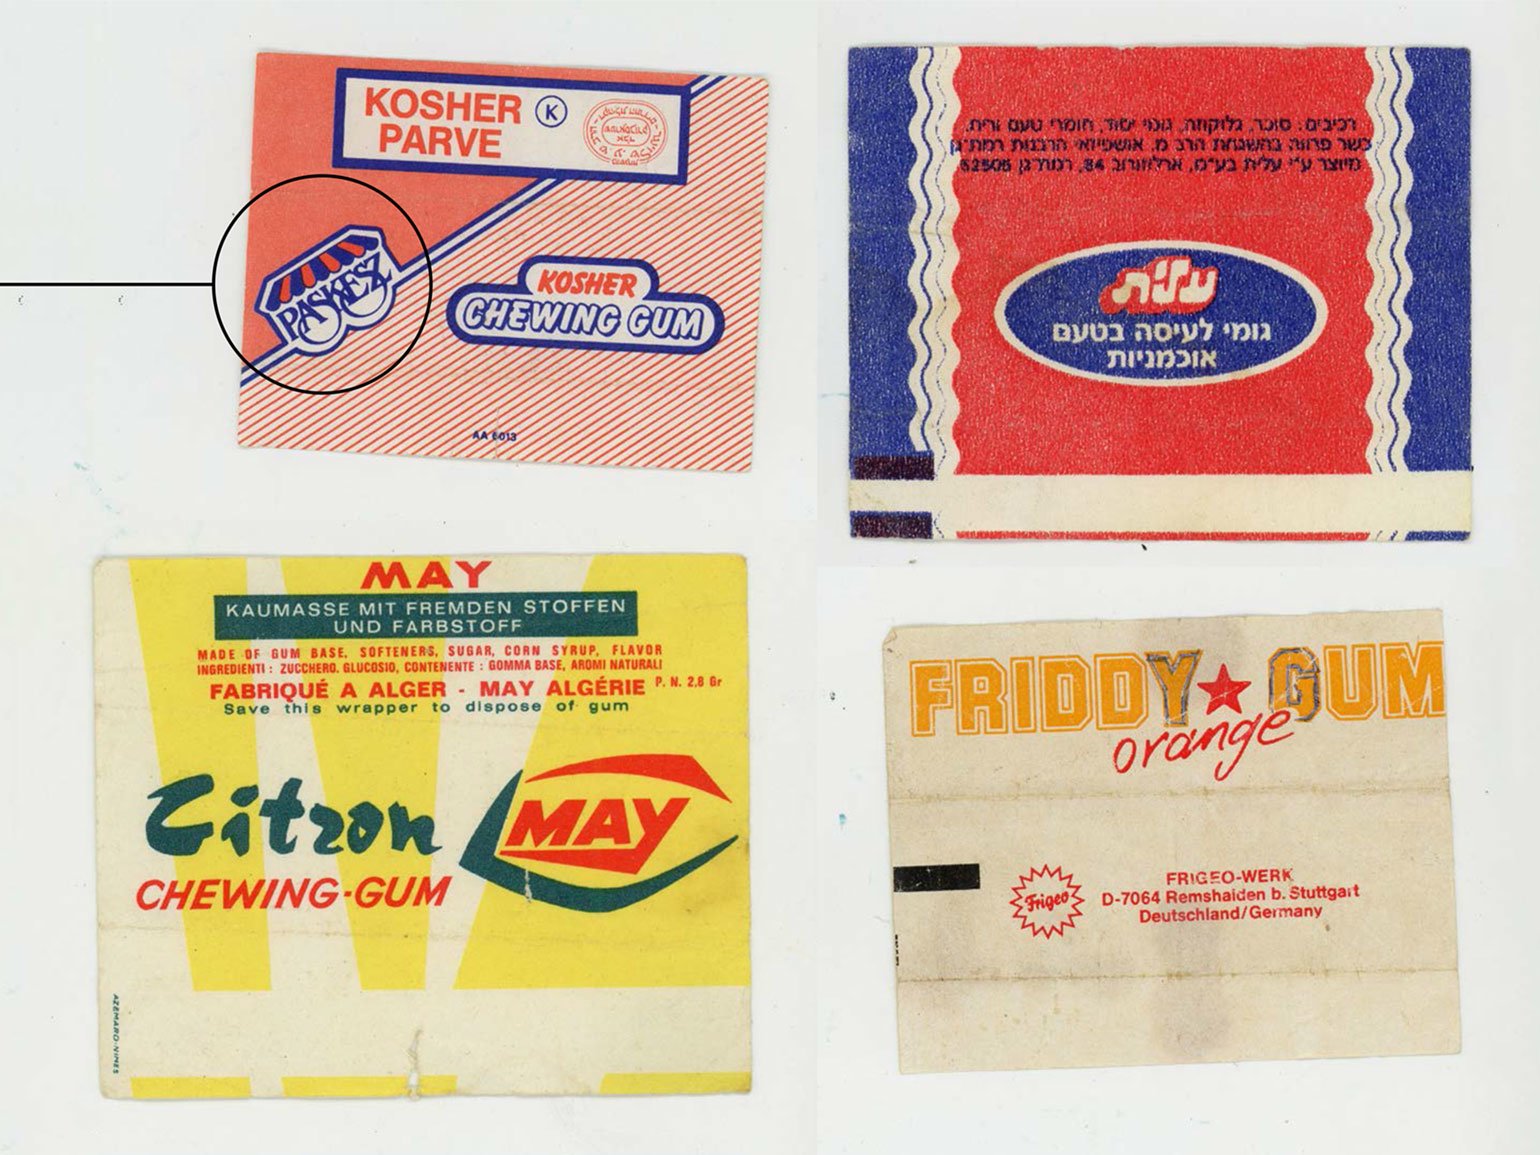 KOSHER
PARVE
K
PASKESZ
KOSHER
CHEWING GUM
AA 6013
רכיבים: סוכר, גלוקוזה, גומי יסוד, חומרי טעם וריח.
כשר פרווה בהשגחת הרב מ. אושפיזאי הרבנות רמת־גן
מיוצר ע״י עלית בע״מ, ארלוזורוב 84, רמת־גן 52505
עלית
גומי לעיסה בטעם
אוכמניות
MAY
KAUMASSE MIT FREMDEN STOFFEN
UND FARBSTOFF
MADE OF GUM BASE, SOFTENERS, SUGAR, CORN SYRUP, FLAVOR
INGREDIENTI : ZUCCHERO, GLUCOSIO, CONTENENTE : GOMMA BASE, AROMI NATURALI
FABRIQUÉ A ALGER - MAY ALGÉRIE P. N. 2,8 Gr
Save this wrapper to dispose of gum
Citron
CHEWING-GUM
MAY
AZEMARD-NIMES
FRIDDY★GUM
orange
Frigeo
FRIGEO-WERK
D-7064 Remshalden b. Stuttgart
Deutschland/Germany